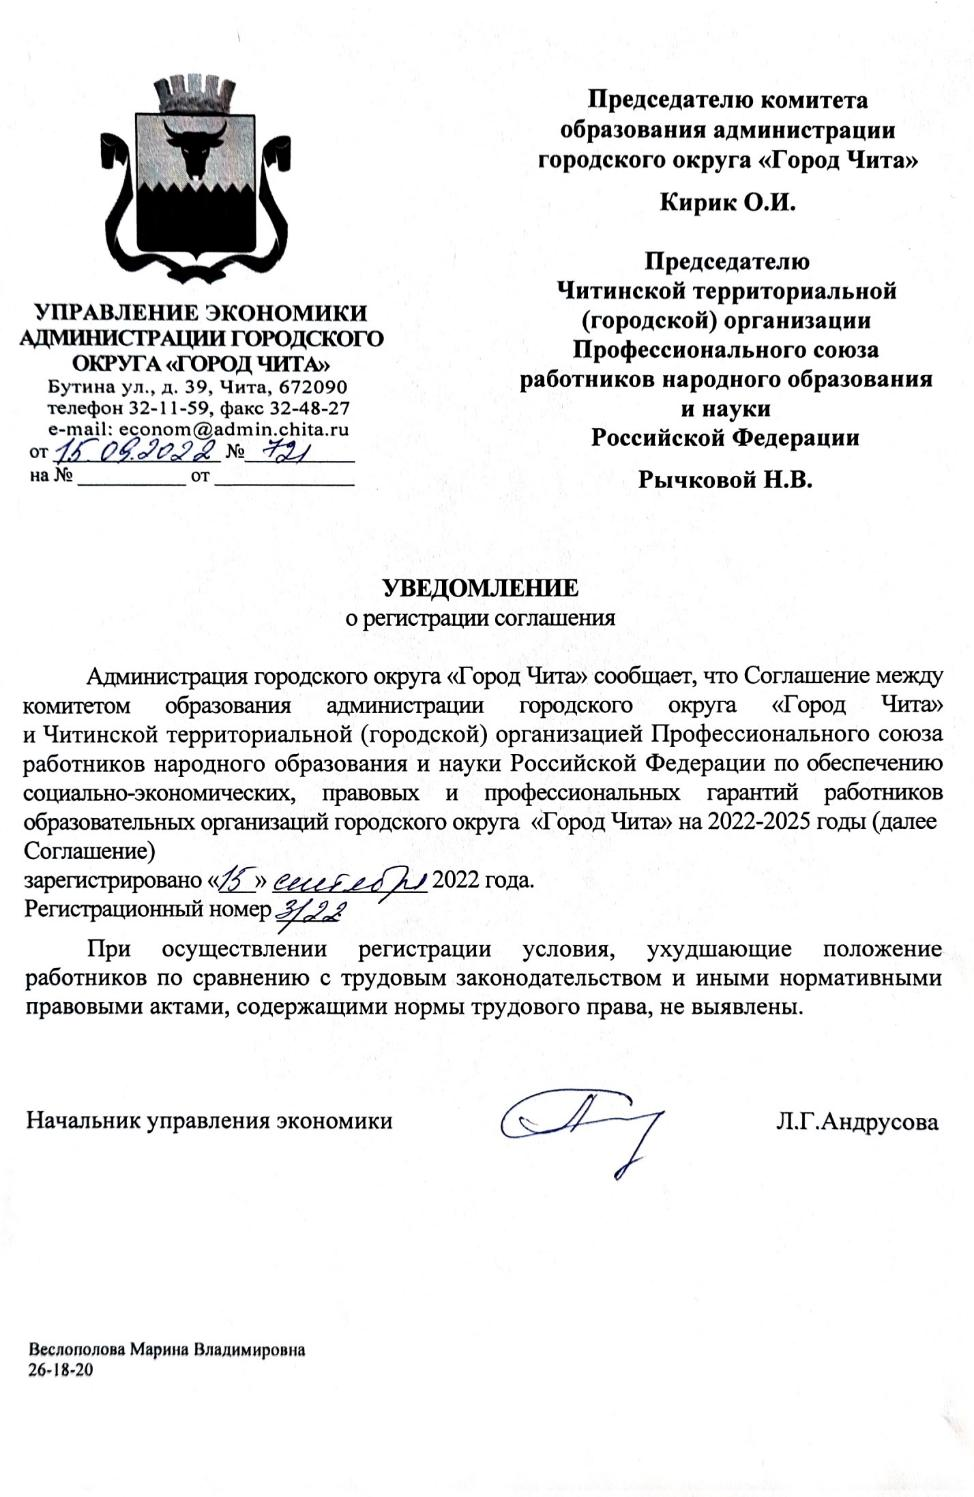 УПРАВЛЕНИЕ ЭКОНОМИКИ
АДМИНИСТРАЦИИ ГОРОДСКОГО
ОКРУГА «ГОРОД ЧИТА»
Бутина ул., д. 39, Чита, 672090
телефон 32-11-59, факс 32-48-27
e-mail: econom@admin.chita.ru
от 15.09.2022 № 721
на № ____________ от _______________
Председателю комитета
образования администрации
городского округа «Город Чита»
Кирик О.И.
Председателю
Читинской территориальной
(городской) организации
Профессионального союза
работников народного образования
и науки
Российской Федерации
Рычковой Н.В.
УВЕДОМЛЕНИЕ
о регистрации соглашения
Администрация городского округа «Город Чита» сообщает, что Соглашение между
комитетом образования администрации городского округа «Город Чита»
и Читинской территориальной (городской) организацией Профессионального союза
работников народного образования и науки Российской Федерации по обеспечению
социально-экономических, правовых и профессиональных гарантий работников
образовательных организаций городского округа «Город Чита» на 2022-2025 годы (далее
Соглашение)
зарегистрировано «15» сентября 2022 года.
Регистрационный номер 3/22
При осуществлении регистрации условия, ухудшающие положение
работников по сравнению с трудовым законодательством и иными нормативными
правовыми актами, содержащими нормы трудового права, не выявлены.
Начальник управления экономики Л.Г.Андрусова
Веслополова Марина Владимировна
26-18-20